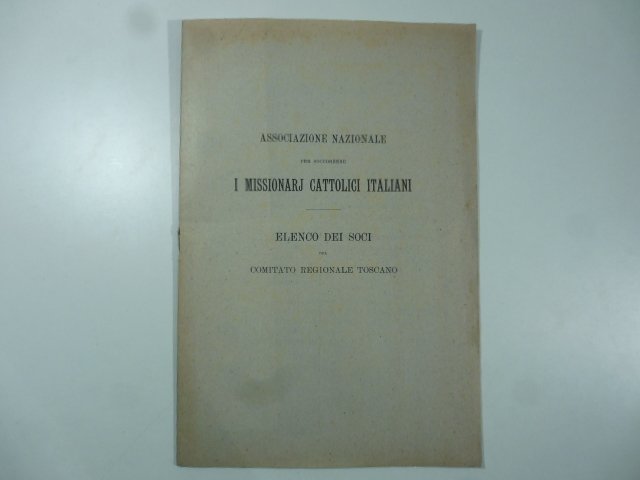 ASSOCIAZIONE NAZIONALE
PER SOCCORRERE
I MISSIONARJ CATTOLICI ITALIANI
ELENCO DEI SOCI
DEL
COMITATO REGIONALE TOSCANO